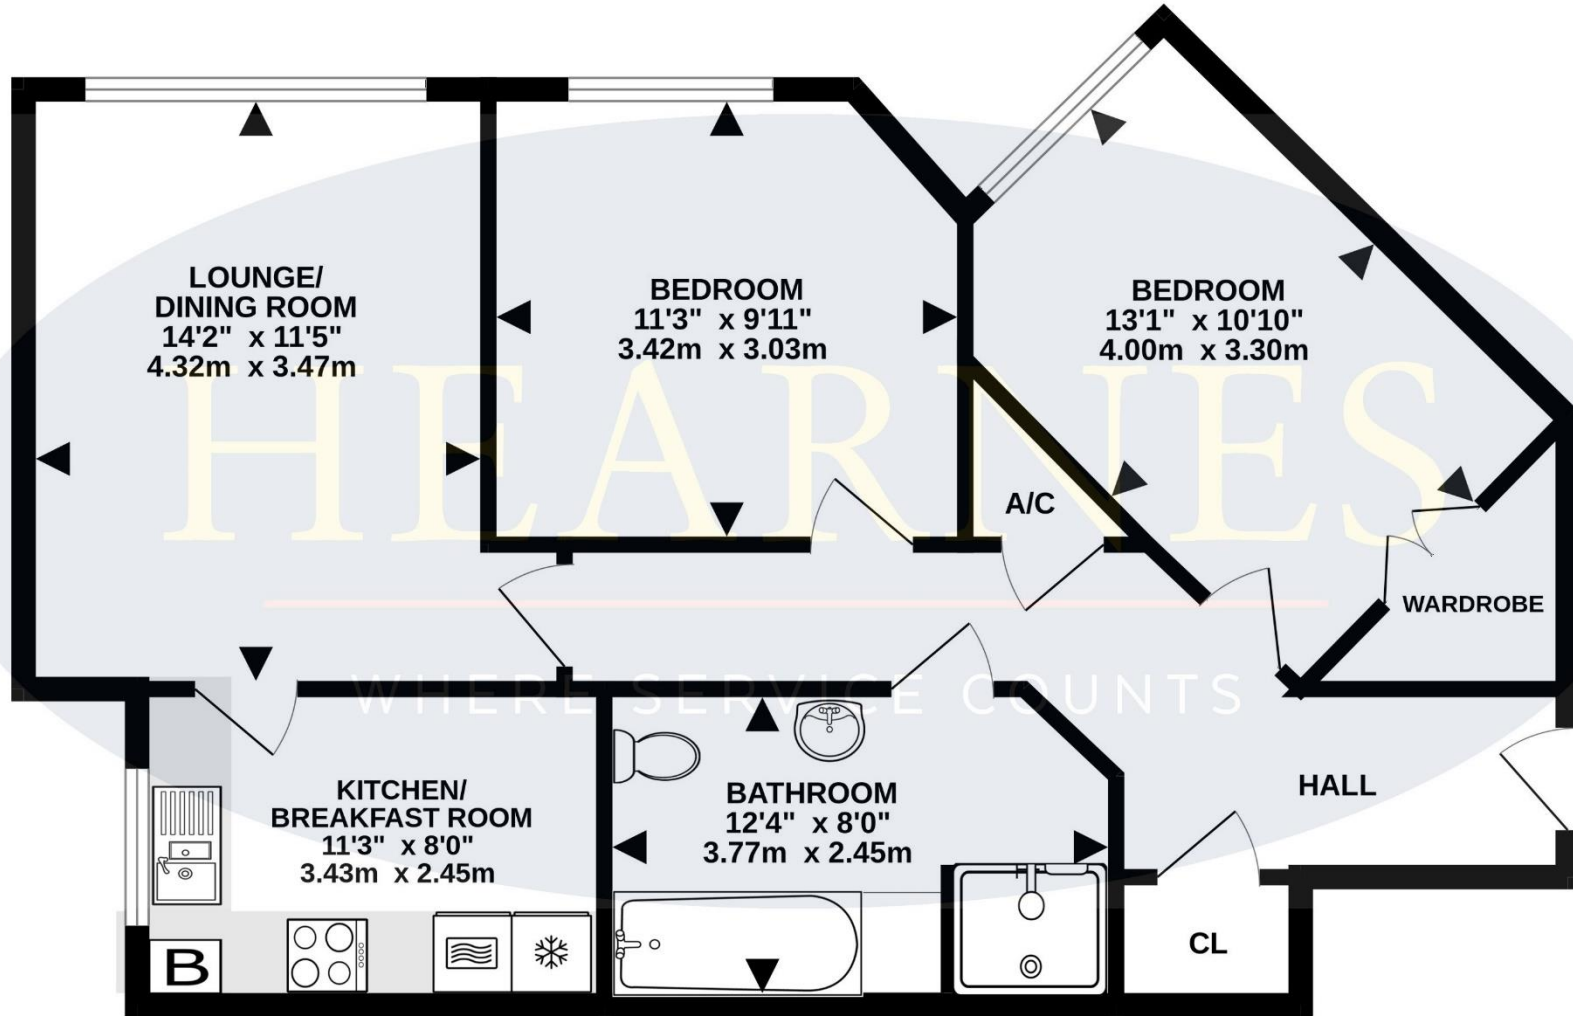 LOUNGE/
DINING ROOM
14'2" x 11'5"
4.32m x 3.47m
BEDROOM
11'3" x 9'11"
3.42m x 3.03m
BEDROOM
13'1" x 10'10"
4.00m x 3.30m
HEARNES
A/C
WARDROBE
WHERE SERVICE COUNTS
KITCHEN/
BREAKFAST ROOM
11'3" x 8'0"
3.43m x 2.45m
BATHROOM
12'4" x 8'0"
3.77m x 2.45m
HALL
CL
B